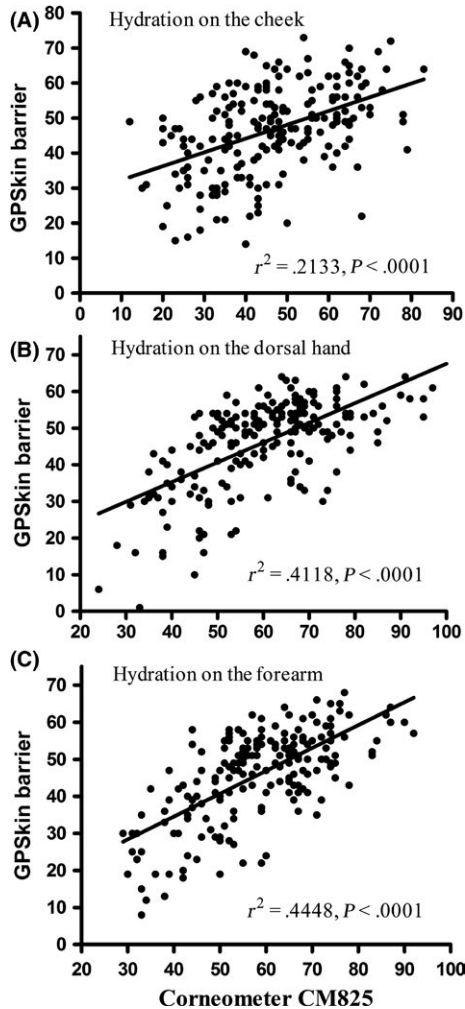 (A)
Hydration on the cheek
GPSkin barrier
80
70
60
50
40
30
20
10
0
r² = .2133, P < .0001
0 10 20 30 40 50 60 70 80 90
(B)
Hydration on the dorsal hand
GPSkin barrier
70
60
50
40
30
20
10
0
r² = .4118, P < .0001
20 30 40 50 60 70 80 90 100
(C)
Hydration on the forearm
GPSkin barrier
70
60
50
40
30
20
10
0
r² = .4448, P < .0001
20 30 40 50 60 70 80 90 100
Corneometer CM825